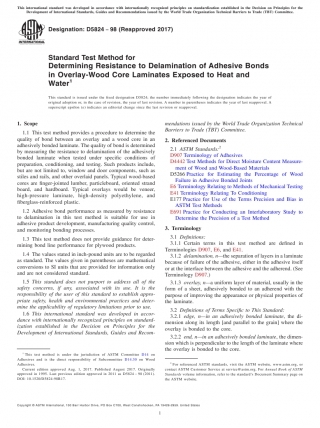 This international standard was developed in accordance with internationally recognized principles on standardization established in the Decision on Principles for the
Development of International Standards, Guides and Recommendations issued by the World Trade Organization Technical Barriers to Trade (TBT) Committee.
Designation: D5824 − 98 (Reapproved 2017)
Standard Test Method for
Determining Resistance to Delamination of Adhesive Bonds
in Overlay-Wood Core Laminates Exposed to Heat and
Water1
This standard is issued under the fixed designation D5824; the number immediately following the designation indicates the year of
original adoption or, in the case of revision, the year of last revision. A number in parentheses indicates the year of last reapproval. A
superscript epsilon (ε) indicates an editorial change since the last revision or reapproval.
1. Scope
1.1 This test method provides a procedure to determine the
quality of bond between an overlay and a wood core in an
adhesively bonded laminate. The quality of bond is determined
by measuring the resistance to delamination of the adhesively
bonded laminate when tested under specific conditions of
preparation, conditioning, and testing. Such products include,
but are not limited to, window and door components, such as
stiles and rails, and other overlaid panels. Typical wood-based
cores are finger-jointed lumber, particleboard, oriented strand
board, and hardboard. Typical overlays would be veneer,
high-pressure laminate, high-density polyethylene, and
fiberglass-reinforced plastic.
1.2 Adhesive bond performance as measured by resistance
to delamination in this test method is suitable for use in
adhesive product development, manufacturing quality control,
and monitoring bonding processes.
1.3 This test method does not provide guidance for deter-
mining bond line performance for overlaid products.
1.4 The values stated in inch-pound units are to be regarded
as standard. The values given in parentheses are mathematical
conversions to SI units that are provided for information only
and are not considered standard.
1.5 This standard does not purport to address all of the
safety concerns, if any, associated with its use. It is the
responsibility of the user of this standard to establish appro-
priate safety, health and environmental practices and deter-
mine the applicability of regulatory limitations prior to use.
1.6 This international standard was developed in accor-
dance with internationally recognized principles on standard-
ization established in the Decision on Principles for the
Development of International Standards, Guides and Recom-
mendations issued by the World Trade Organization Technical
Barriers to Trade (TBT) Committee.
2. Referenced Documents
2.1 ASTM Standards:2
D907 Terminology of Adhesives
D4442 Test Methods for Direct Moisture Content Measure-
ment of Wood and Wood-Based Materials
D5266 Practice for Estimating the Percentage of Wood
Failure in Adhesive Bonded Joints
E6 Terminology Relating to Methods of Mechanical Testing
E41 Terminology Relating To Conditioning
E177 Practice for Use of the Terms Precision and Bias in
ASTM Test Methods
E691 Practice for Conducting an Interlaboratory Study to
Determine the Precision of a Test Method
3. Terminology
3.1 Definitions:
3.1.1 Certain terms in this test method are defined in
Terminologies D907, E6, and E41.
3.1.2 delamination, n—the separation of layers in a laminate
because of failure of the adhesive, either in the adhesive itself
or at the interface between the adhesive and the adherend. (See
Terminology D907.)
3.1.3 overlay, n—a uniform layer of material, usually in the
form of a sheet, adhesively bonded to an adherend with the
purpose of improving the appearance or physical properties of
the laminate.
3.2 Definitions of Terms Specific to This Standard:
3.2.1 edge, n—in an adhesively bonded laminate, the di-
mension along its length (and parallel to the grain) where the
overlay is bonded to the core.
3.2.2 end, n—in an adhesively bonded laminate, the dimen-
sion which is perpendicular to the length of the laminate where
the overlay is bonded to the core.
1 This test method is under the jurisdiction of ASTM Committee D14 on
Adhesives and is the direct responsibility of Subcommittee D14.30 on Wood
Adhesives.
Current edition approved Aug. 1, 2017. Published August 2017. Originally
approved in 1995. Last previous edition approved in 2011 as D5824 – 98 (2011).
DOI: 10.1520/D5824-98R17.
2 For referenced ASTM standards, visit the ASTM website, www.astm.org, or
contact ASTM Customer Service at service@astm.org. For Annual Book of ASTM
Standards volume information, refer to the standard's Document Summary page on
the ASTM website.
Copyright © ASTM International, 100 Barr Harbor Drive, PO Box C700, West Conshohocken, PA 19428-2959. United States
1